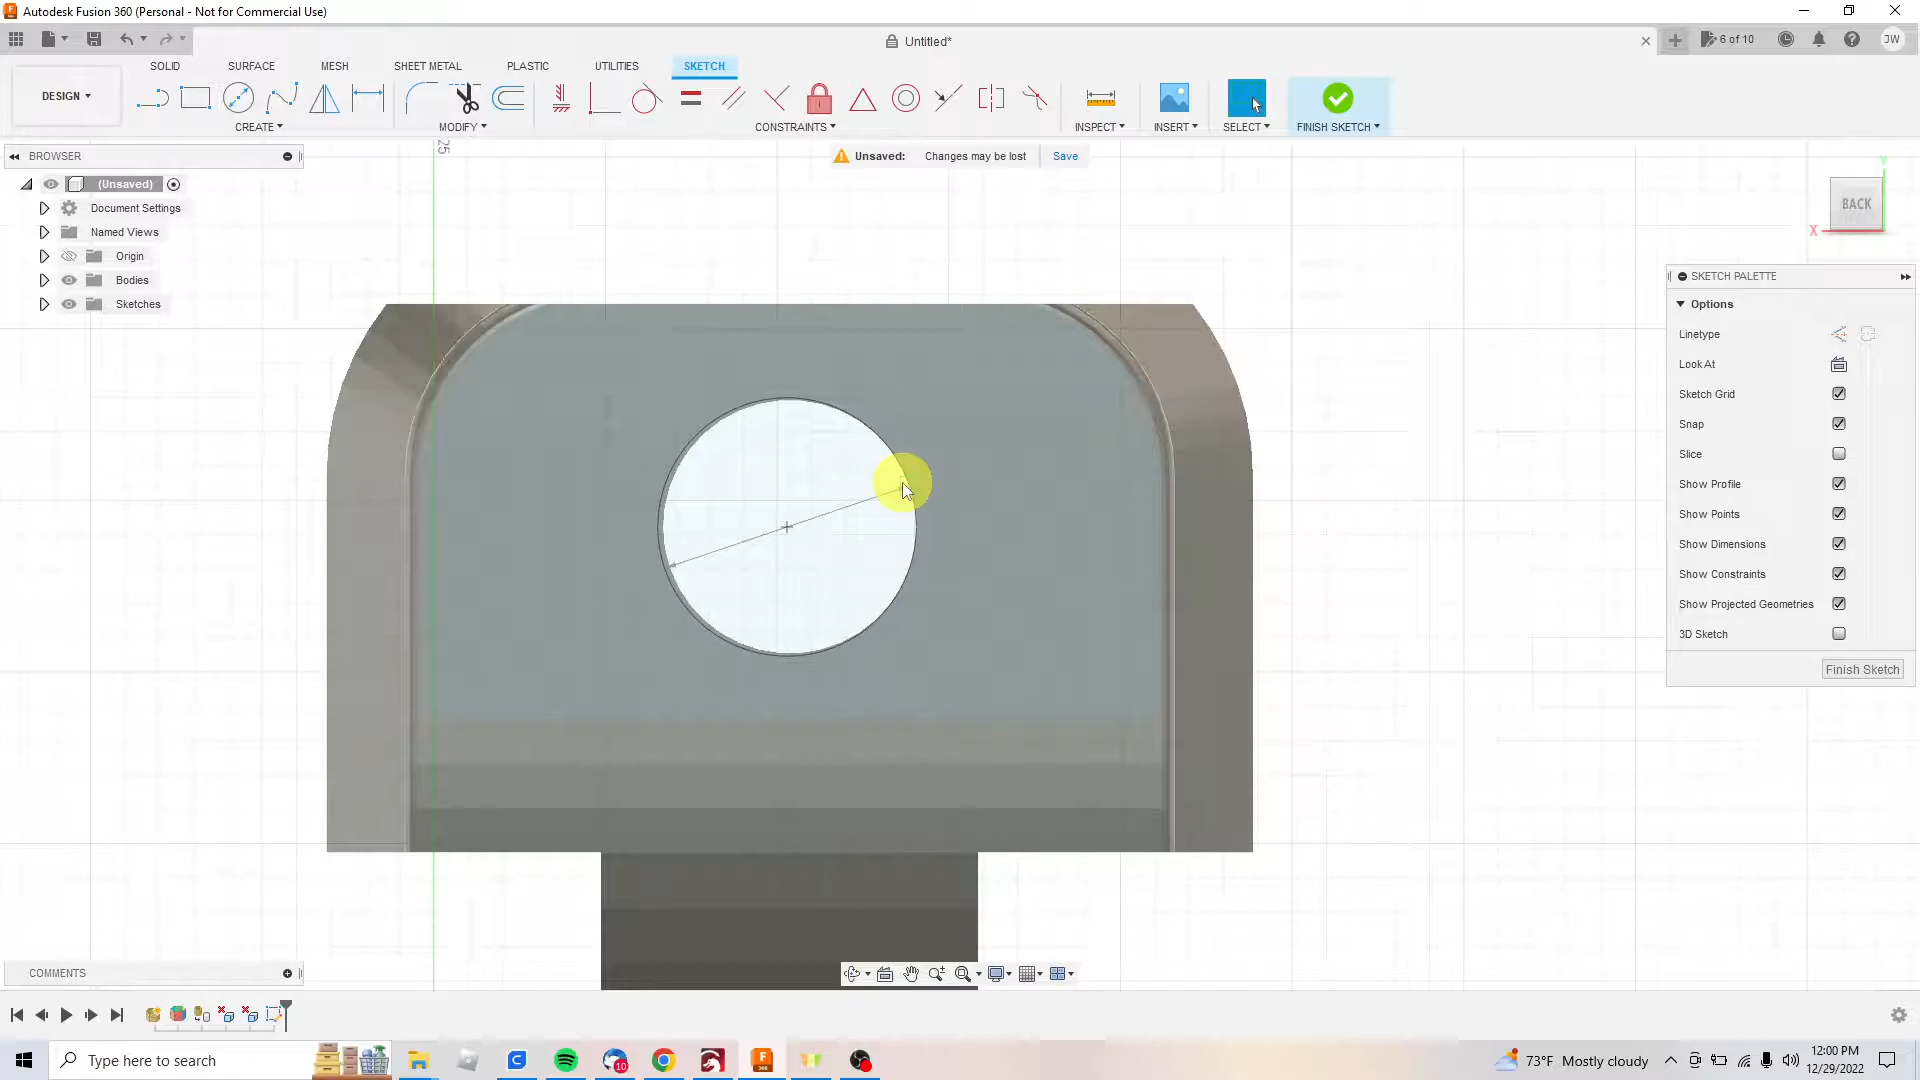 Autodesk Fusion 360 (Personal - Not for Commercial Use)
Untitled*
6 of 10
JW
SOLID
SURFACE
MESH
SHEET METAL
PLASTIC
UTILITIES
SKETCH
DESIGN
CREATE
MODIFY
CONSTRAINTS
INSPECT
INSERT
SELECT
FINISH SKETCH
BROWSER
25
Unsaved:
Changes may be lost
Save
(Unsaved)
Document Settings
Named Views
Origin
Bodies
Sketches
Y
BACK
X
SKETCH PALETTE
Options
Linetype
Look At
Sketch Grid
Snap
Slice
Show Profile
Show Points
Show Dimensions
Show Constraints
Show Projected Geometries
3D Sketch
Finish Sketch
COMMENTS
Type here to search
10
F
360
73°F Mostly cloudy
12:00 PM
12/29/2022